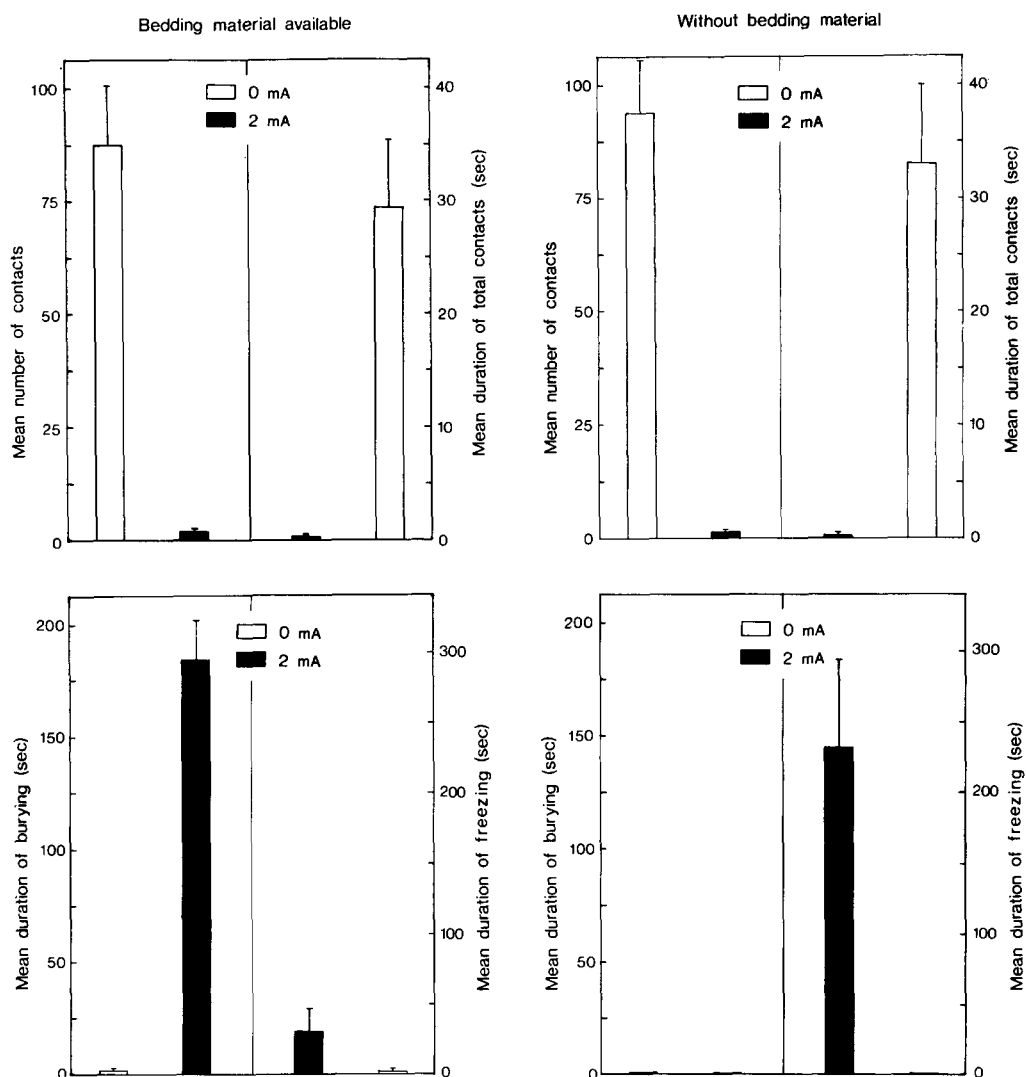 Bedding material available
Without bedding material
Mean number of contacts
100
75
50
25
0
0 mA
2 mA
40
30
20
10
0
Mean duration of total contacts (sec)
Mean number of contacts
100
75
50
25
0
0 mA
2 mA
40
30
20
10
0
Mean duration of total contacts (sec)
Mean duration of burying (sec)
200
150
100
50
0
0 mA
2 mA
300
200
100
0
Mean duration of freezing (sec)
Mean duration of burying (sec)
200
150
100
50
0
0 mA
2 mA
300
200
100
0
Mean duration of freezing (sec)